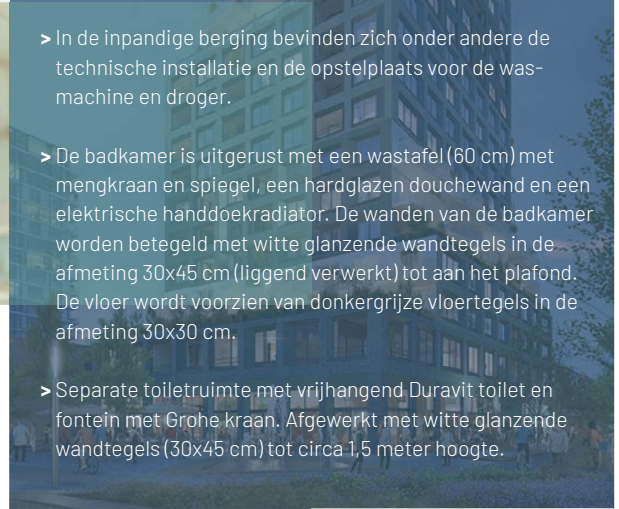 > In de inpandige berging bevinden zich onder andere de
technische installatie en de opstelplaats voor de was-
machine en droger.
> De badkamer is uitgerust met een wastafel (60 cm) met
mengkraan en spiegel, een hardglazen douchewand en een
elektrische handdoekradiator. De wanden van de badkamer
worden betegeld met witte glanzende wandtegels in de
afmeting 30x45 cm (liggend verwerkt) tot aan het plafond.
De vloer wordt voorzien van donkergrijze vloertegels in de
afmeting 30x30 cm.
> Separate toiletruimte met vrijhangend Duravit toilet en
fontein met Grohe kraan. Afgewerkt met witte glanzende
wandtegels (30x45 cm) tot circa 1,5 meter hoogte.